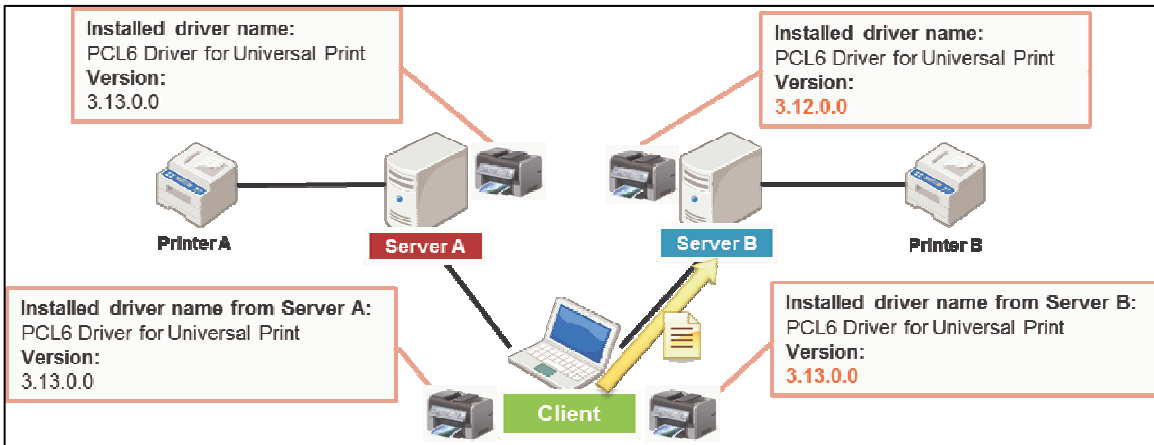 Installed driver name:
PCL6 Driver for Universal Print
Version:
3.13.0.0
Installed driver name:
PCL6 Driver for Universal Print
Version:
3.12.0.0
Printer A
Server A
Server B
Printer B
Installed driver name from Server A:
PCL6 Driver for Universal Print
Version:
3.13.0.0
Installed driver name from Server B:
PCL6 Driver for Universal Print
Version:
3.13.0.0
Client